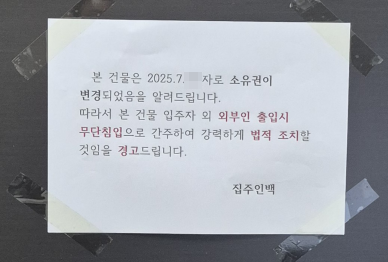 본 건물은 2025.7. 자로 소유권이
변경되었음을 알려드립니다.
따라서 본 건물 입주자 외 외부인 출입시
무단침입으로 간주하여 강력하게 법적 조치할
것임을 경고드립니다.
집주인백